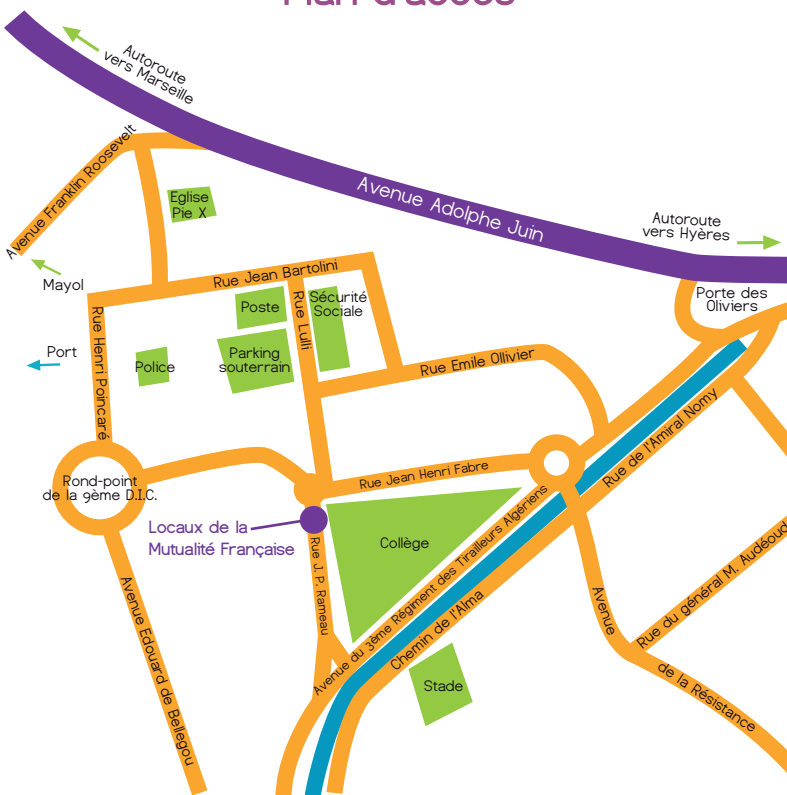 Plan d'accès
Autoroute
vers Marseille
Avenue Franklin Roosevelt
Eglise
Pie X
Avenue Adolphe Juin
Autoroute
vers Hyères
Mayol
Rue Jean Bartolini
Porte des
Oliviers
Poste
Rue Lulli
Sécurité
Sociale
Rue Henri Poincaré
Port
Police
Parking
souterrain
Rue Emile Ollivier
Rue de l'Amiral Nomy
Rond-point
de la 9ème D.I.C.
Rue Jean Henri Fabre
Locaux de la
Mutualité Française
Collège
Rue J. P. Rameau
Avenue du 3ème Régiment des Tirailleurs Algériens
Chemin de l'Alma
Avenue
de la Résistance
Rue du général M. Audéoud
Avenue Edouard de Bellegou
Stade